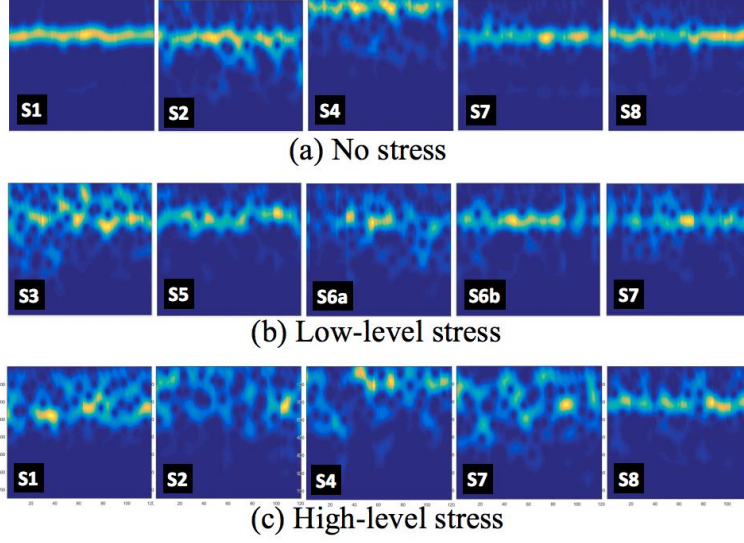 S1 S2 S4 S7 S8
(a) No stress
S3 S5 S6a S6b S7
(b) Low-level stress
S1 S2 S4 S7 S8
(c) High-level stress